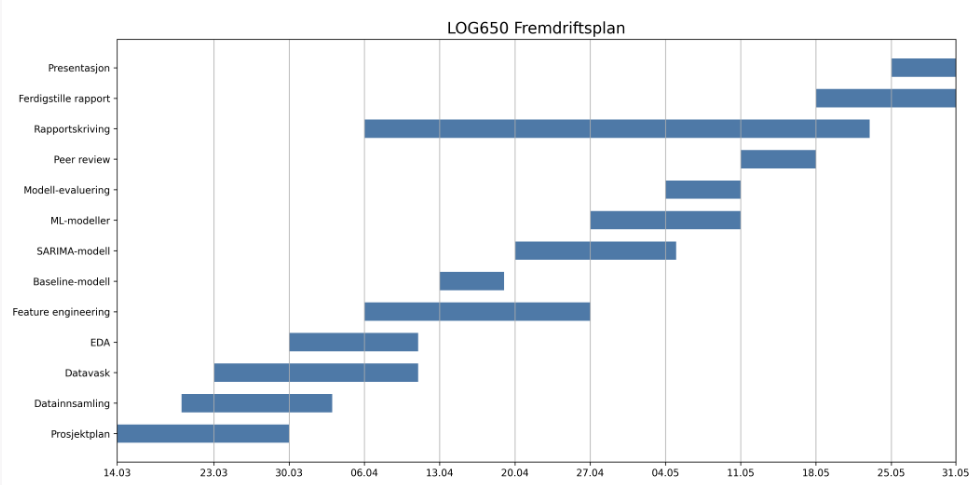 LOG650 Fremdriftsplan
Presentasjon
Ferdigstille rapport
Rapportskriving
Peer review
Modell-evaluering
ML-modeller
SARIMA-modell
Baseline-modell
Feature engineering
EDA
Datavask
Datainnsamling
Prosjektplan
14.03 23.03 30.03 06.04 13.04 20.04 27.04 04.05 11.05 18.05 25.05 31.05